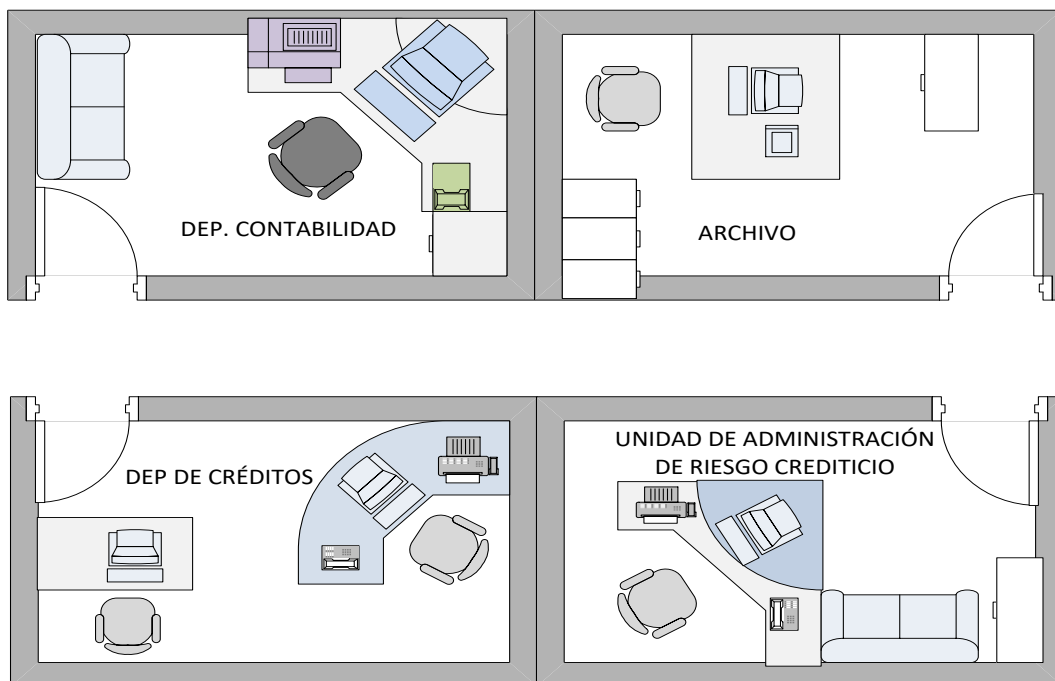 DEP. CONTABILIDAD
ARCHIVO
DEP DE CRÉDITOS
UNIDAD DE ADMINISTRACIÓN
DE RIESGO CREDITICIO